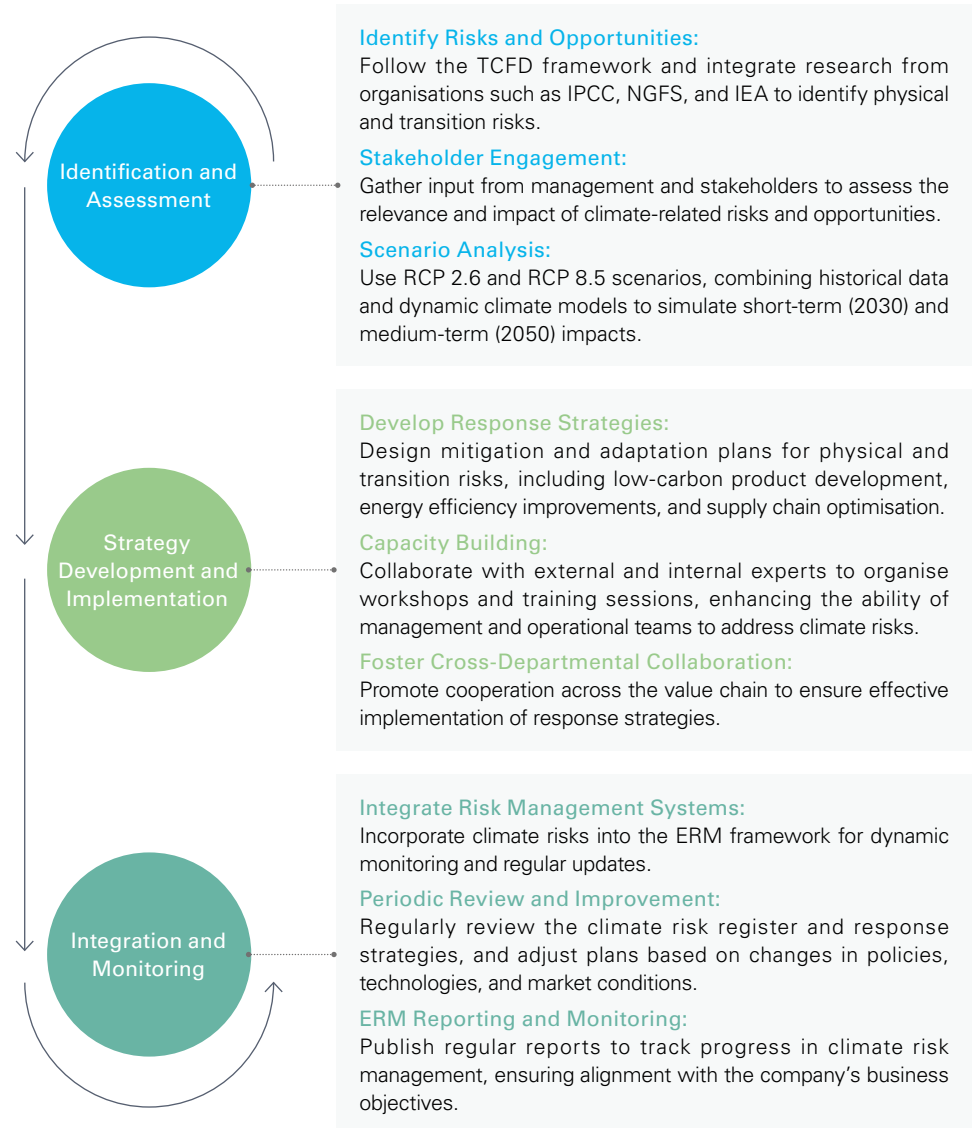 Identification and
Assessment
Identify Risks and Opportunities:
Follow the TCFD framework and integrate research from
organisations such as IPCC, NGFS, and IEA to identify physical
and transition risks.
Stakeholder Engagement:
Gather input from management and stakeholders to assess the
relevance and impact of climate-related risks and opportunities.
Scenario Analysis:
Use RCP 2.6 and RCP 8.5 scenarios, combining historical data
and dynamic climate models to simulate short-term (2030) and
medium-term (2050) impacts.
Strategy
Development and
Implementation
Develop Response Strategies:
Design mitigation and adaptation plans for physical and
transition risks, including low-carbon product development,
energy efficiency improvements, and supply chain optimisation.
Capacity Building:
Collaborate with external and internal experts to organise
workshops and training sessions, enhancing the ability of
management and operational teams to address climate risks.
Foster Cross-Departmental Collaboration:
Promote cooperation across the value chain to ensure effective
implementation of response strategies.
Integration and
Monitoring
Integrate Risk Management Systems:
Incorporate climate risks into the ERM framework for dynamic
monitoring and regular updates.
Periodic Review and Improvement:
Regularly review the climate risk register and response
strategies, and adjust plans based on changes in policies,
technologies, and market conditions.
ERM Reporting and Monitoring:
Publish regular reports to track progress in climate risk
management, ensuring alignment with the company's business
objectives.